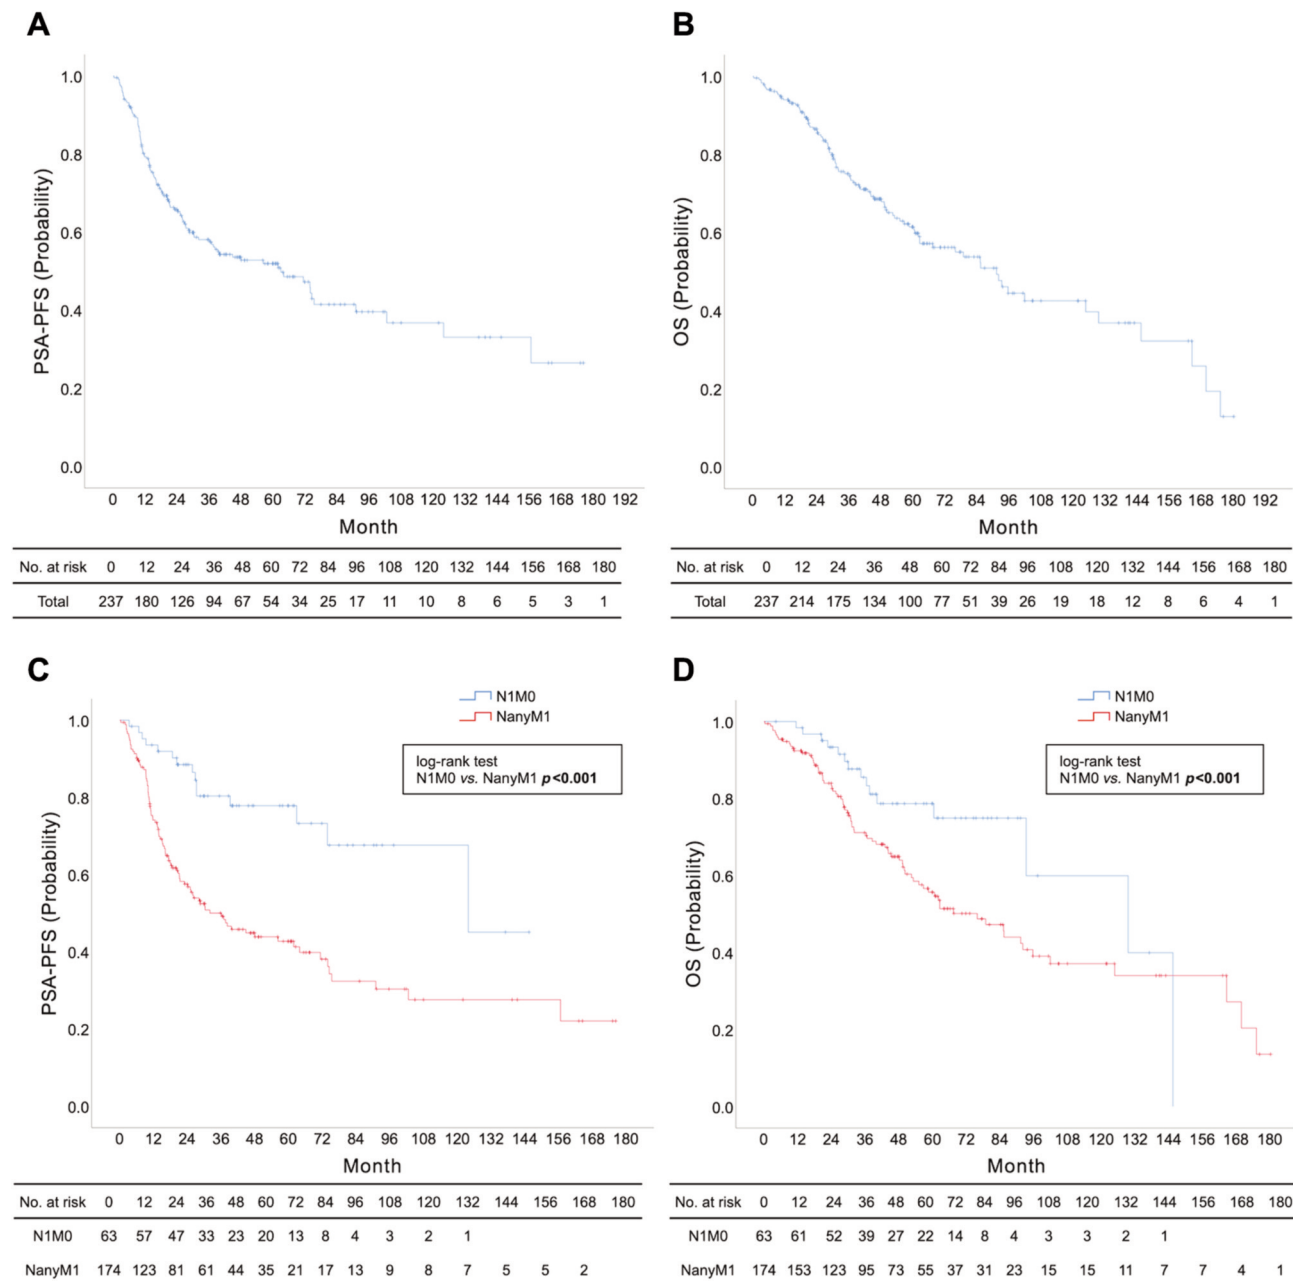 A
PSA-PFS (Probability)
1.0
0.8
0.6
0.4
0.2
0.0
0 12 24 36 48 60 72 84 96 108 120 132 144 156 168 180 192
Month
No. at risk 0 12 24 36 48 60 72 84 96 108 120 132 144 156 168 180
Total 237 180 126 94 67 54 34 25 17 11 10 8 6 5 3 1
B
OS (Probability)
1.0
0.8
0.6
0.4
0.2
0.0
0 12 24 36 48 60 72 84 96 108 120 132 144 156 168 180 192
Month
No. at risk 0 12 24 36 48 60 72 84 96 108 120 132 144 156 168 180
Total 237 214 175 134 100 77 51 39 26 19 18 12 8 6 4 1
C
N1M0
NanyM1
log-rank test
N1M0 vs. NanyM1 p<0.001
PSA-PFS (Probability)
1.0
0.8
0.6
0.4
0.2
0.0
0 12 24 36 48 60 72 84 96 108 120 132 144 156 168 180
Month
No. at risk 0 12 24 36 48 60 72 84 96 108 120 132 144 156 168 180
N1M0 63 57 47 33 23 20 13 8 4 3 2 1
NanyM1 174 123 81 61 44 35 21 17 13 9 8 7 5 5 2
D
N1M0
NanyM1
log-rank test
N1M0 vs. NanyM1 p<0.001
OS (Probability)
1.0
0.8
0.6
0.4
0.2
0.0
0 12 24 36 48 60 72 84 96 108 120 132 144 156 168 180
Month
No. at risk 0 12 24 36 48 60 72 84 96 108 120 132 144 156 168 180
N1M0 63 61 52 39 27 22 14 8 4 3 3 2 1
NanyM1 174 153 123 95 73 55 37 31 23 15 15 11 7 7 4 1